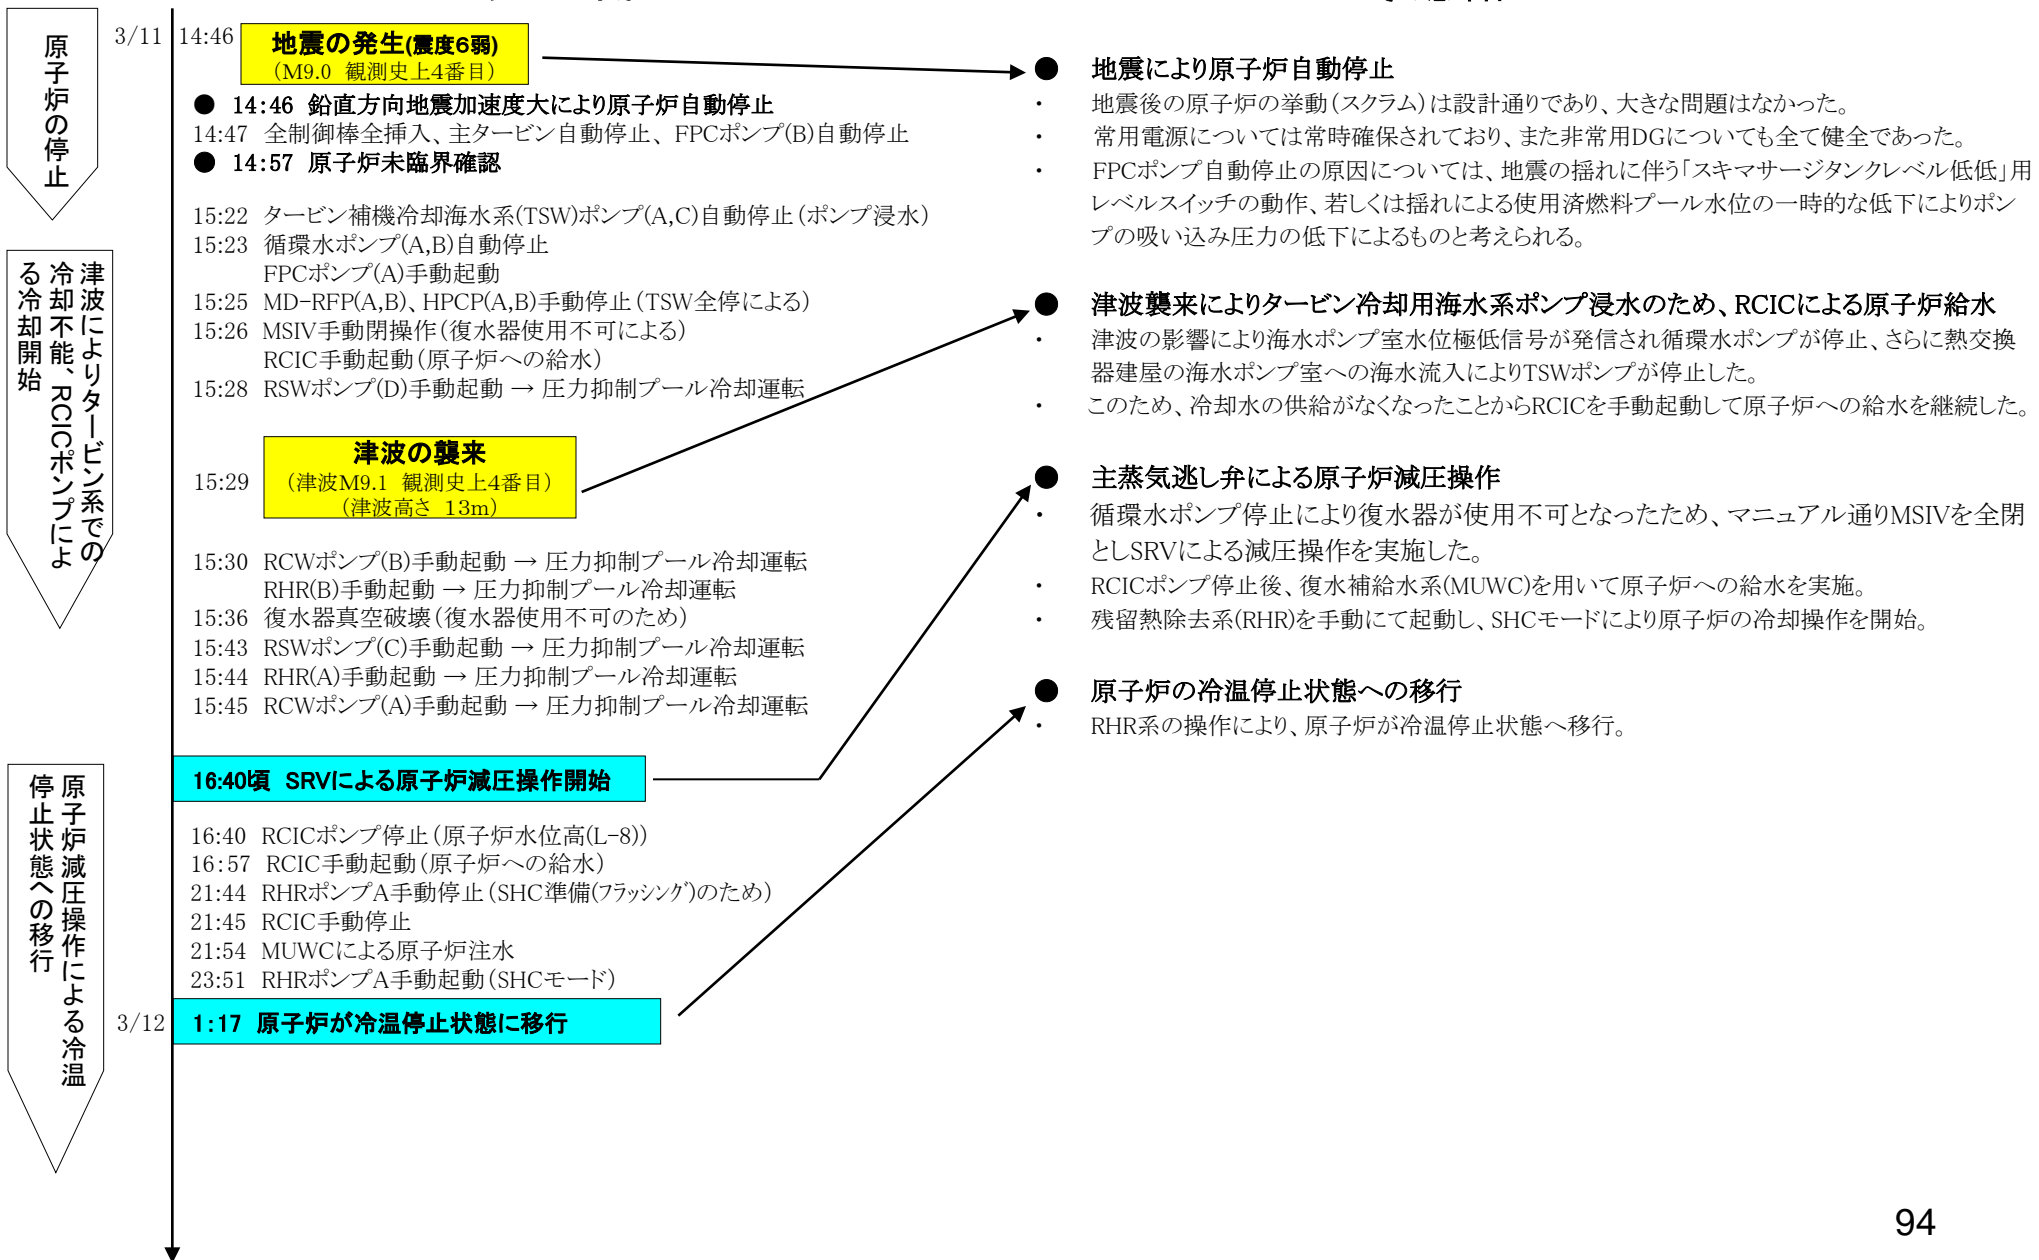 原子炉の停止
3/11
14:46
地震の発生(震度6弱)
（M9.0 観測史上4番目）
● 14:46 鉛直方向地震加速度大により原子炉自動停止
14:47 全制御棒全挿入、主タービン自動停止、FPCポンプ(B)自動停止
● 14:57 原子炉未臨界確認
15:22 タービン補機冷却海水系(TSW)ポンプ(A,C)自動停止（ポンプ浸水）
15:23 循環水ポンプ(A,B)自動停止
FPCポンプ(A)手動起動
15:25 MD-RFP(A,B)、HPCP(A,B)手動停止（TSW全停による）
15:26 MSIV手動閉操作（復水器使用不可による）
RCIC手動起動（原子炉への給水）
15:28 RSWポンプ(D)手動起動 → 圧力抑制プール冷却運転
津波によりタービン系での
冷却不能、RCICポンプによ
る冷却開始
15:29
津波の襲来
（津波M9.1 観測史上4番目）
（津波高さ 13m）
15:30 RCWポンプ(B)手動起動 → 圧力抑制プール冷却運転
RHR(B)手動起動 → 圧力抑制プール冷却運転
15:36 復水器真空破壊（復水器使用不可のため）
15:43 RSWポンプ(C)手動起動 → 圧力抑制プール冷却運転
15:44 RHR(A)手動起動 → 圧力抑制プール冷却運転
15:45 RCWポンプ(A)手動起動 → 圧力抑制プール冷却運転
16:40頃 SRVによる原子炉減圧操作開始
原子炉減圧操作による冷温
停止状態への移行
16:40 RCICポンプ停止（原子炉水位高(L-8)）
16:57 RCIC手動起動（原子炉への給水）
21:44 RHRポンプA手動停止（SHC準備(ﾌﾗｯｼﾝｸﾞ)のため）
21:45 RCIC手動停止
21:54 MUWCによる原子炉注水
23:51 RHRポンプA手動起動（SHCモード）
3/12
1:17 原子炉が冷温停止状態に移行
● 地震により原子炉自動停止
・ 地震後の原子炉の挙動（スクラム）は設計通りであり、大きな問題はなかった。
・ 常用電源については常時確保されており、また非常用DGについても全て健全であった。
・ FPCポンプ自動停止の原因については、地震の揺れに伴う「スキマサージタンクレベル低低」用
レベルスイッチの動作、若しくは揺れによる使用済燃料プール水位の一時的な低下によりポン
プの吸い込み圧力の低下によるものと考えられる。
● 津波襲来によりタービン冷却用海水系ポンプ浸水のため、RCICによる原子炉給水
・ 津波の影響により海水ポンプ室水位極低信号が発信され循環水ポンプが停止、さらに熱交換
器建屋の海水ポンプ室への海水流入によりTSWポンプが停止した。
・ このため、冷却水の供給がなくなったことからRCICを手動起動して原子炉への給水を継続した。
● 主蒸気逃し弁による原子炉減圧操作
・ 循環水ポンプ停止により復水器が使用不可となったため、マニュアル通りMSIVを全閉
としSRVによる減圧操作を実施した。
・ RCICポンプ停止後、復水補給水系(MUWC)を用いて原子炉への給水を実施。
・ 残留熱除去系(RHR)を手動にて起動し、SHCモードにより原子炉の冷却操作を開始。
● 原子炉の冷温停止状態への移行
・ RHR系の操作により、原子炉が冷温停止状態へ移行。
94